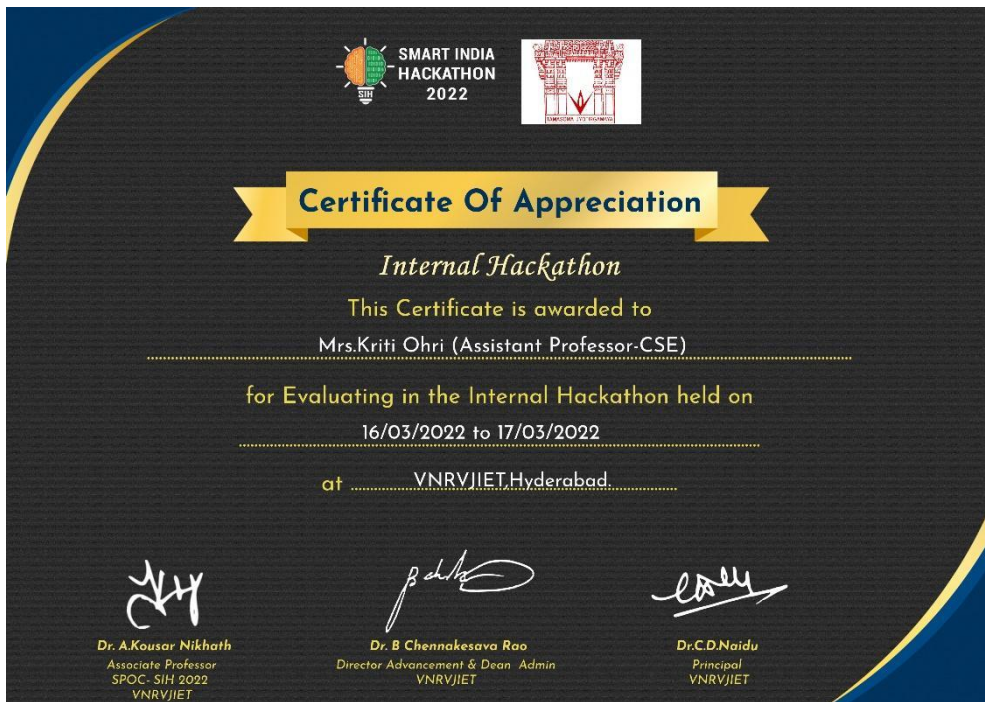 SMART INDIA
HACKATHON
2022
SIH
TAMASOMA JYOTIRGAMAYA
Certificate Of Appreciation
Internal Hackathon
This Certificate is awarded to
Mrs.Kriti Ohri (Assistant Professor-CSE)
for Evaluating in the Internal Hackathon held on
16/03/2022 to 17/03/2022
at VNRVJIET,Hyderabad.
Dr. A.Kousar Nikhath
Associate Professor
SPOC- SIH 2022
VNRVJIET
Dr. B Chennakesava Rao
Director Advancement & Dean Admin
VNRVJIET
Dr.C.D.Naidu
Principal
VNRVJIET